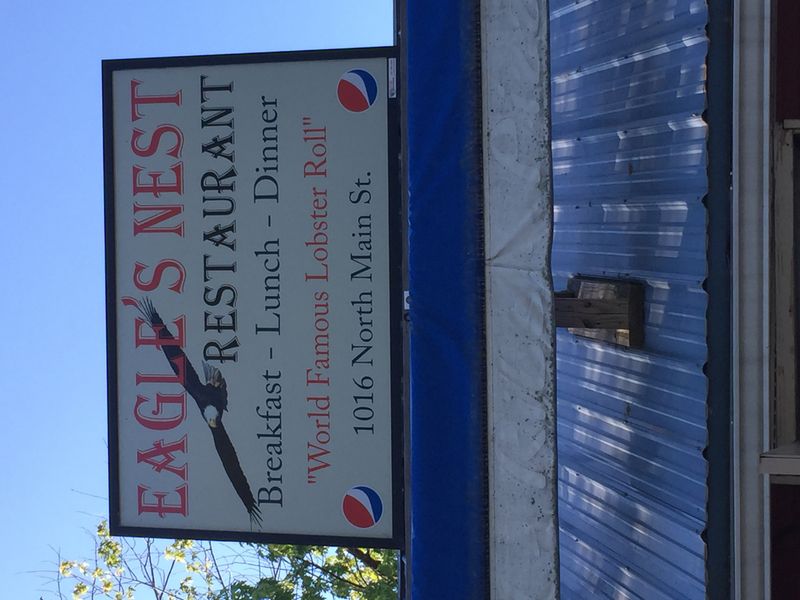 EAGLE'S NEST
RESTAURANT
Breakfast - Lunch - Dinner
"World Famous Lobster Roll"
1016 North Main St.